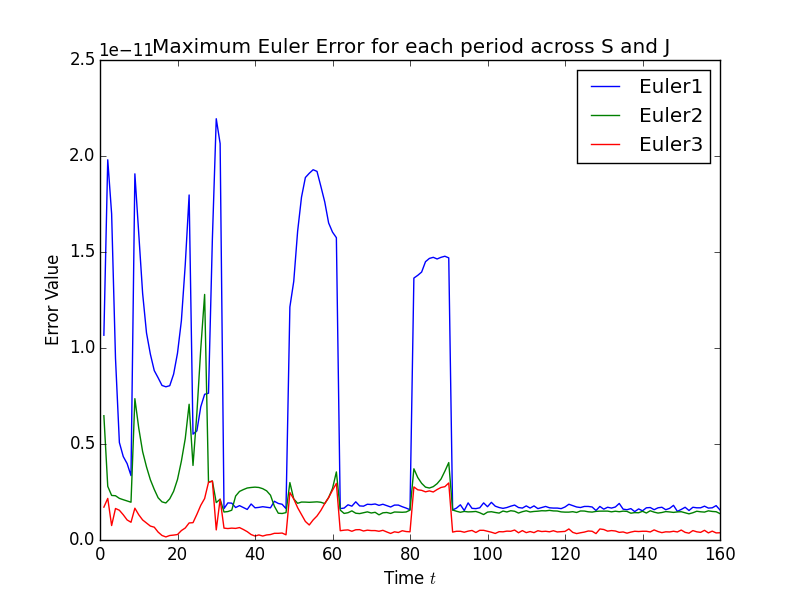 Maximum Euler Error for each period across S and J
1e−11
2.5
2.0
1.5
1.0
0.5
0.0
Error Value
Euler1
Euler2
Euler3
0 20 40 60 80 100 120 140 160
Time t